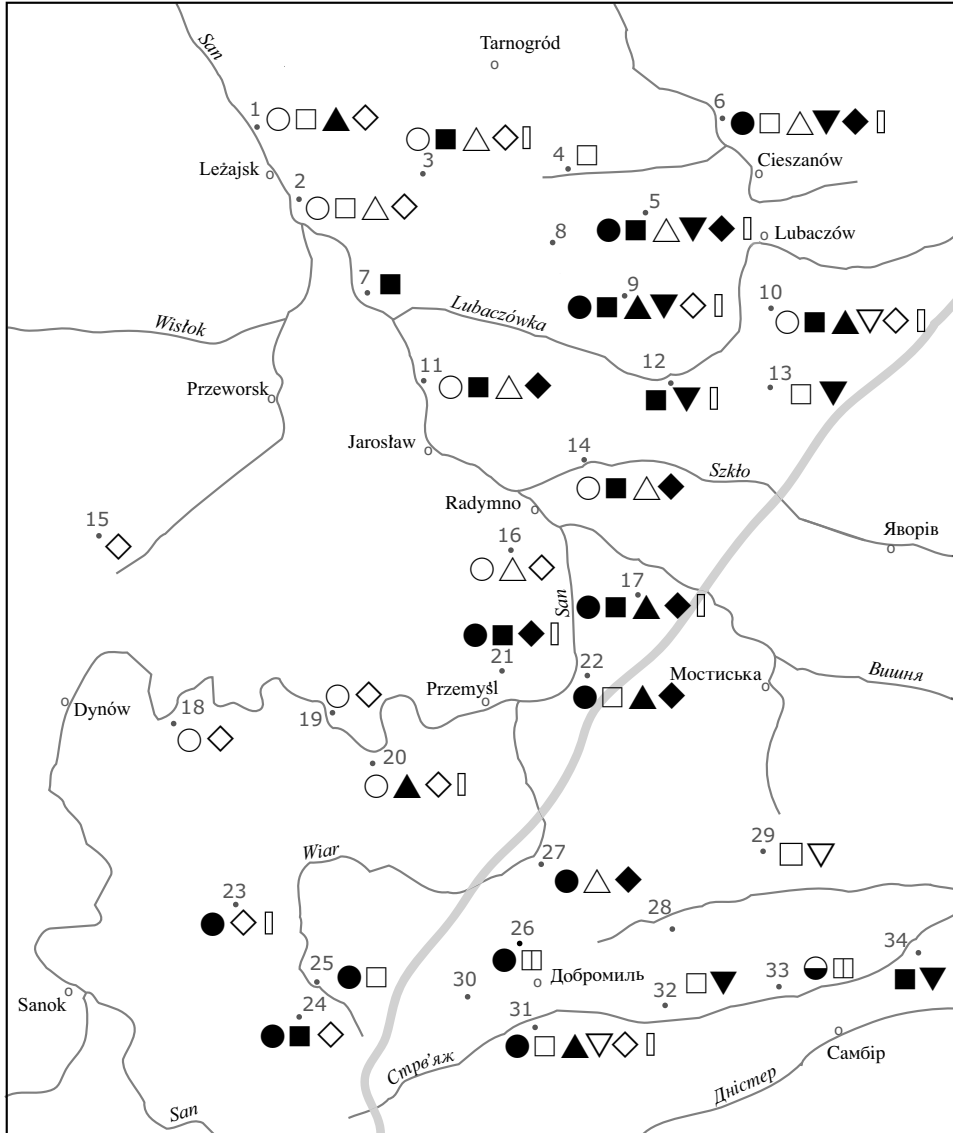 San
Tarnogród
1
6
3
4
Cieszanów
Leżajsk
2
5
8
Lubaczów
7
9
10
Lubaczówka
Wisłok
11
12
13
Przeworsk
Jarosław
14
Szkło
Radymno
15
Яворів
16
17
San
21
22
Мостиська
Вишня
Przemyśl
Dynów
18
19
20
Wiar
27
29
23
28
26
34
25
33
Добромиль
30
32
Sanok
24
31
Стрв'яж
Самбір
Дністер
San